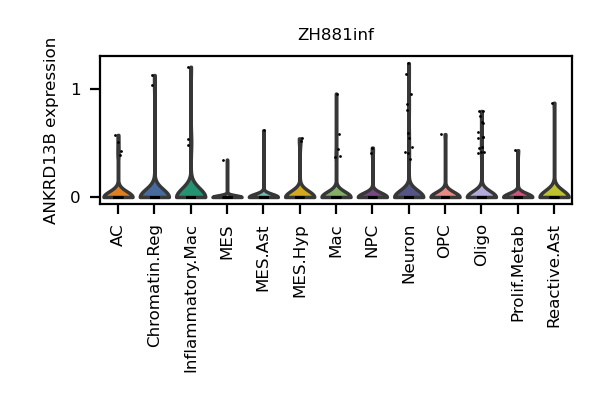 ZH881inf
ANKRD13B expression
1
0
AC
Chromatin.Reg
Inflammatory.Mac
MES
MES.Ast
MES.Hyp
Mac
NPC
Neuron
OPC
Oligo
Prolif.Metab
Reactive.Ast